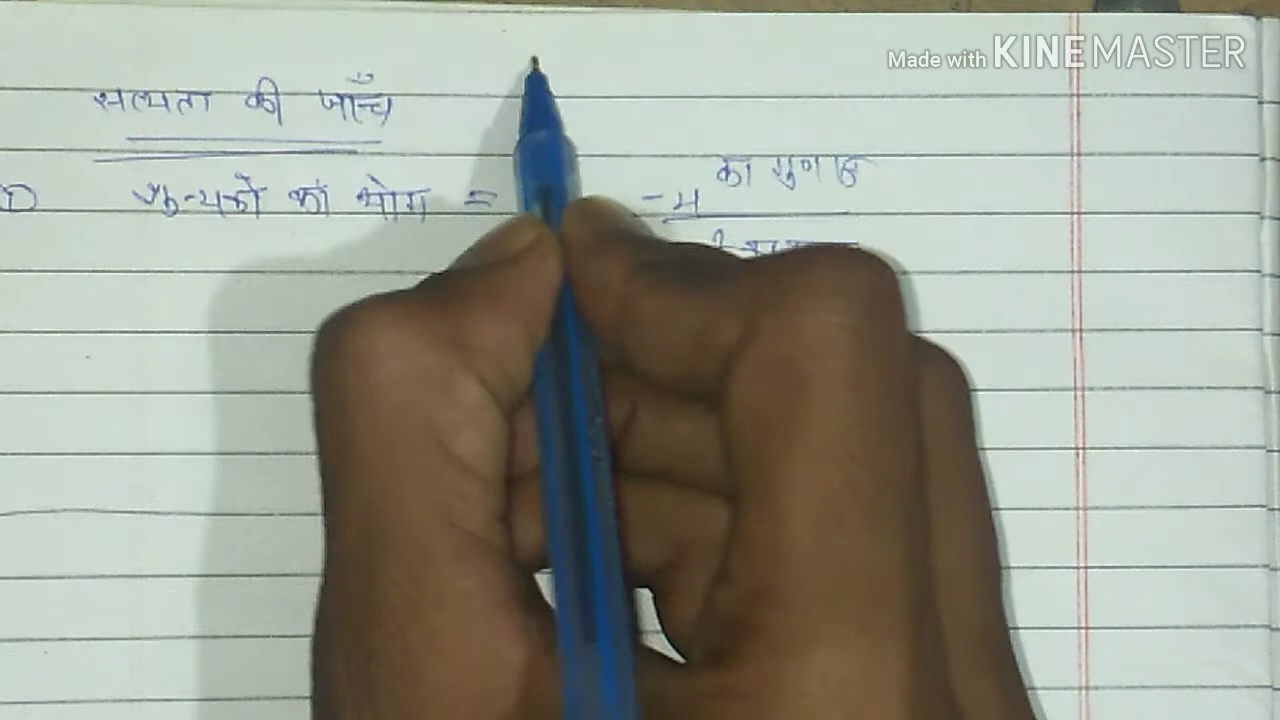 Made with KINEMASTER
सत्यता की जाँच
① शून्यकों का योग = -x का गुणांक